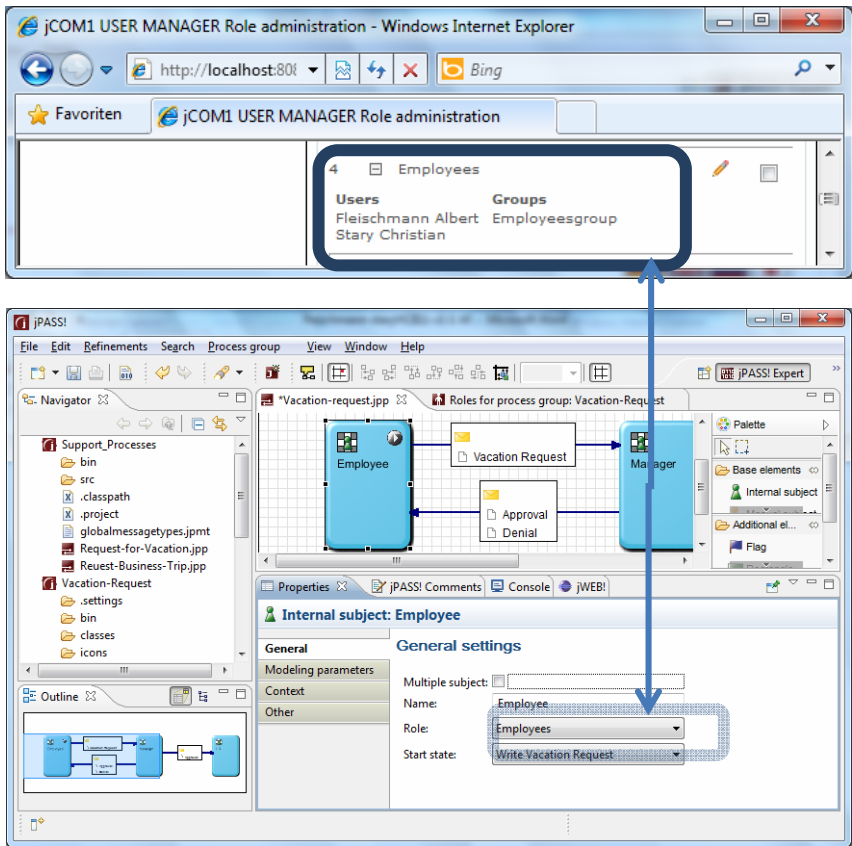 jCOM1 USER MANAGER Role administration - Windows Internet Explorer
http://localhost:808 Bing
Favoriten jCOM1 USER MANAGER Role administration
4 Employees
Users Groups
Fleischmann Albert Employeesgroup
Stary Christian
jPASS!
File Edit Refinements Search Process group View Window Help
jPASS! Expert
Navigator
*Vacation-request.jpp Roles for process group: Vacation-Request
Support_Processes
bin
src
.classpath
.project
globalmessagetypes.jpmt
Request-for-Vacation.jpp
Reuest-Business-Trip.jpp
Vacation-Request
.settings
bin
classes
icons
Employee
Vacation Request
Manager
Approval
Denial
Palette
Base elements
Internal subject
Additional el...
Flag
Properties jPASS! Comments Console jWEB!
Internal subject: Employee
General
Modeling parameters
Context
Other
General settings
Multiple subject:
Name: Employee
Role: Employees
Start state: Write Vacation Request
Outline